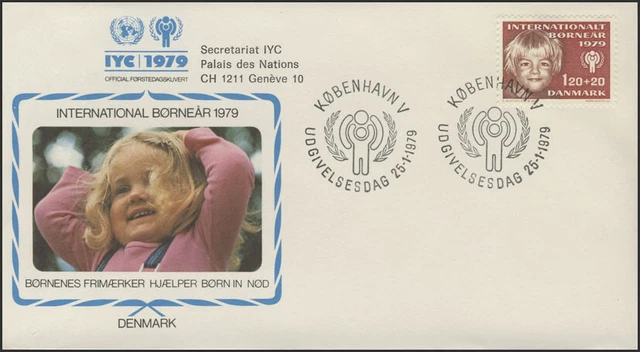 IYC 1979
OFFICIAL FØRSTEDAGSKUVERT
Secretariat IYC
Palais des Nations
CH 1211 Genève 10
INTERNATIONAL BØRNEÅR 1979
BØRNENES FRIMÆRKER HJÆLPER BØRN IN NØD
DENMARK
KØBENHAVN V
UDGIVELSESDAG 25-1-1979
KØBENHAVN V
UDGIVELSESDAG 25-1-1979
INTERNATIONALT
BØRNEÅR
1979
1.20+20
DANMARK